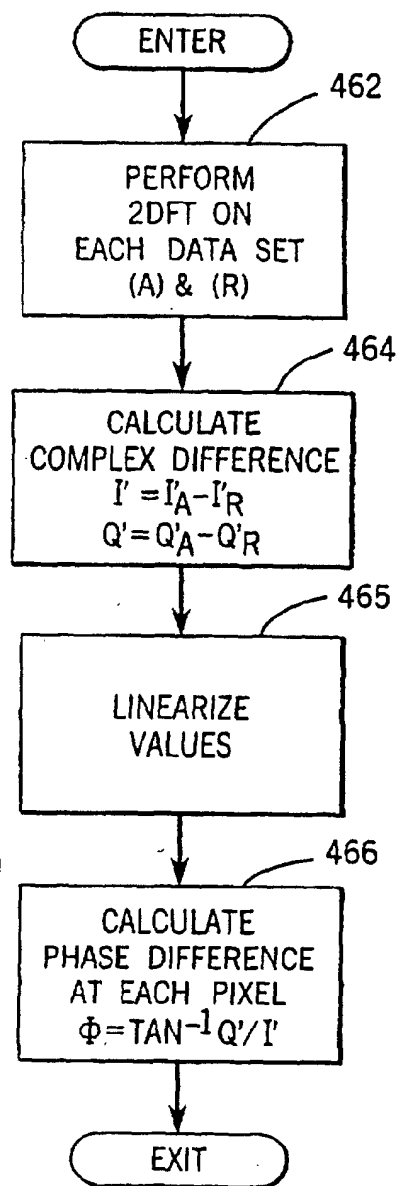 ENTER
462
PERFORM
2DFT ON
EACH DATA SET
(A) & (R)
464
CALCULATE
COMPLEX DIFFERENCE
I' = I'A – I'R
Q' = Q'A – Q'R
465
LINEARIZE
VALUES
466
CALCULATE
PHASE DIFFERENCE
AT EACH PIXEL
Φ = TAN⁻¹ Q'/I'
EXIT